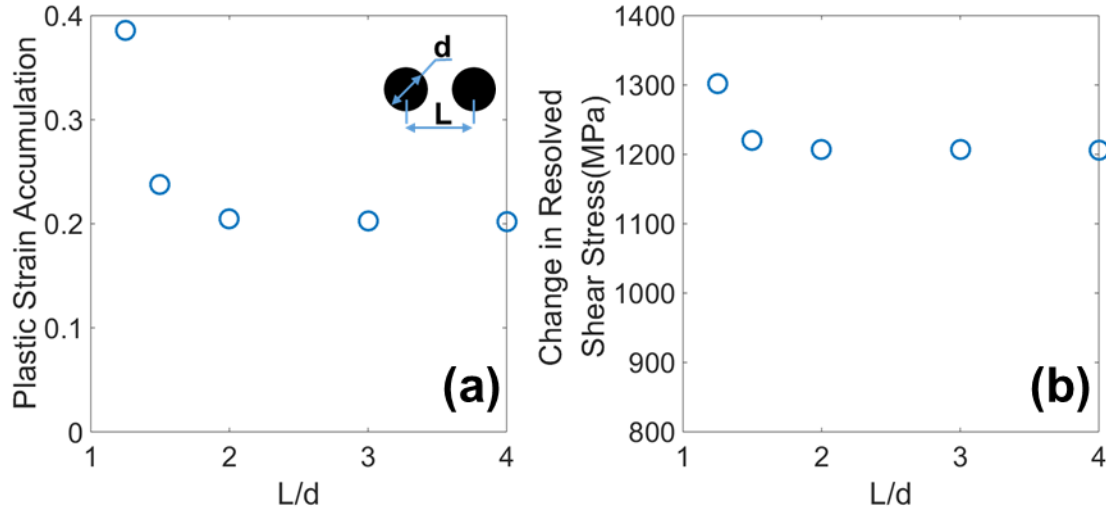 0.4
0.3
0.2
0.1
0
Plastic Strain Accumulation
d
L
(a)
1 2 3 4
L/d
1400
1300
1200
1100
1000
900
800
Change in Resolved
Shear Stress(MPa)
(b)
1 2 3 4
L/d